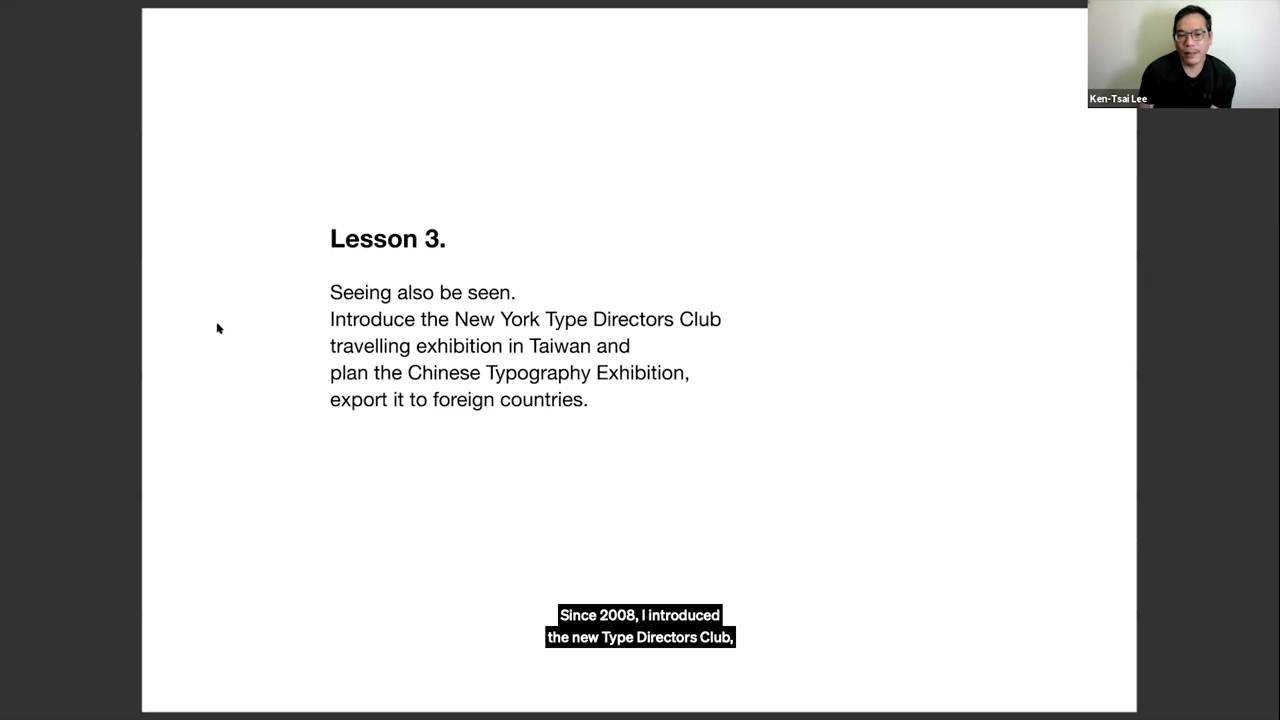 Ken-Tsai Lee
Lesson 3.
Seeing also be seen.
Introduce the New York Type Directors Club
travelling exhibition in Taiwan and
plan the Chinese Typography Exhibition,
export it to foreign countries.
Since 2008, I introduced
the new Type Directors Club,